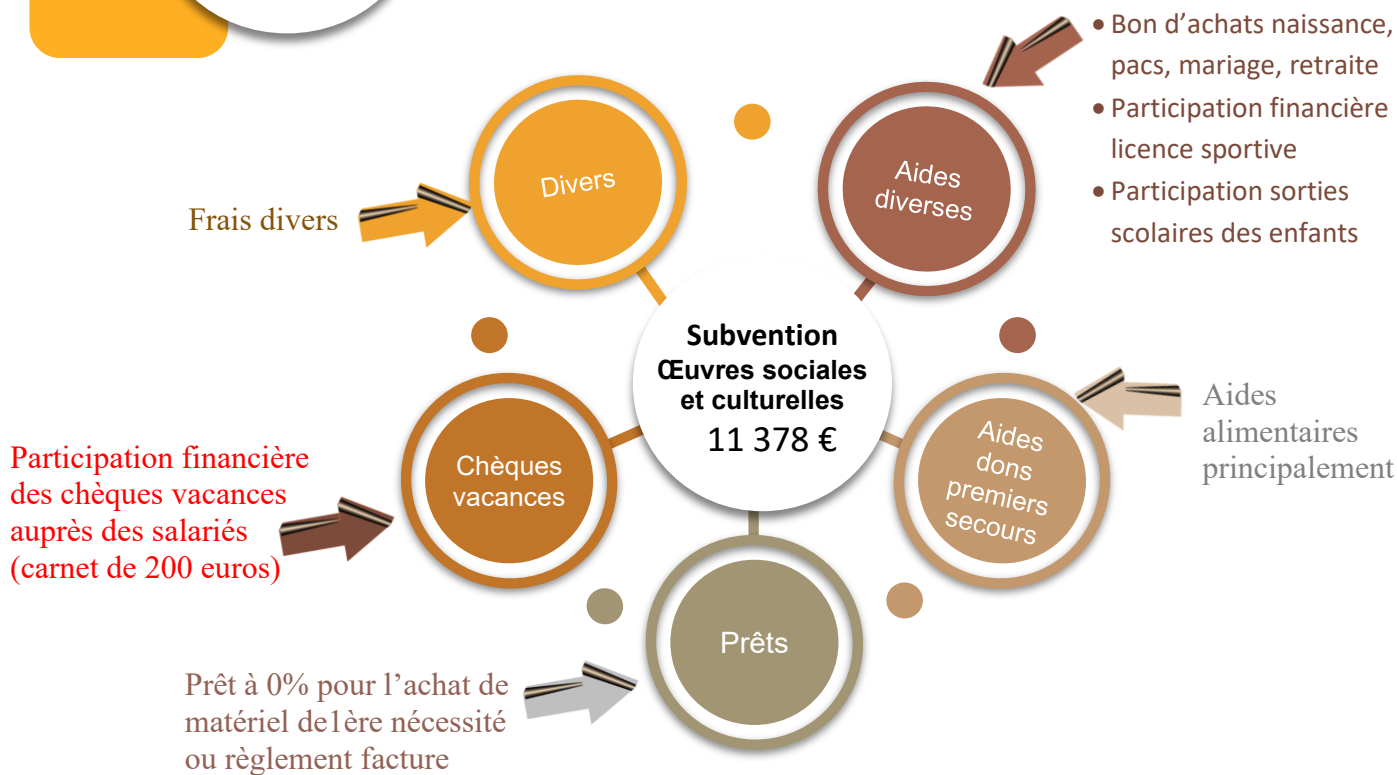 Subvention
Œuvres sociales
et culturelles
11 378 €
Divers
Frais divers
Aides
diverses
• Bon d’achats naissance,
pacs, mariage, retraite
• Participation financière
licence sportive
• Participation sorties
scolaires des enfants
Aides
dons
premiers
secours
Aides
alimentaires
principalement
Prêts
Prêt à 0% pour l’achat de
matériel de1ère nécessité
ou règlement facture
Chèques
vacances
Participation financière
des chèques vacances
auprès des salariés
(carnet de 200 euros)